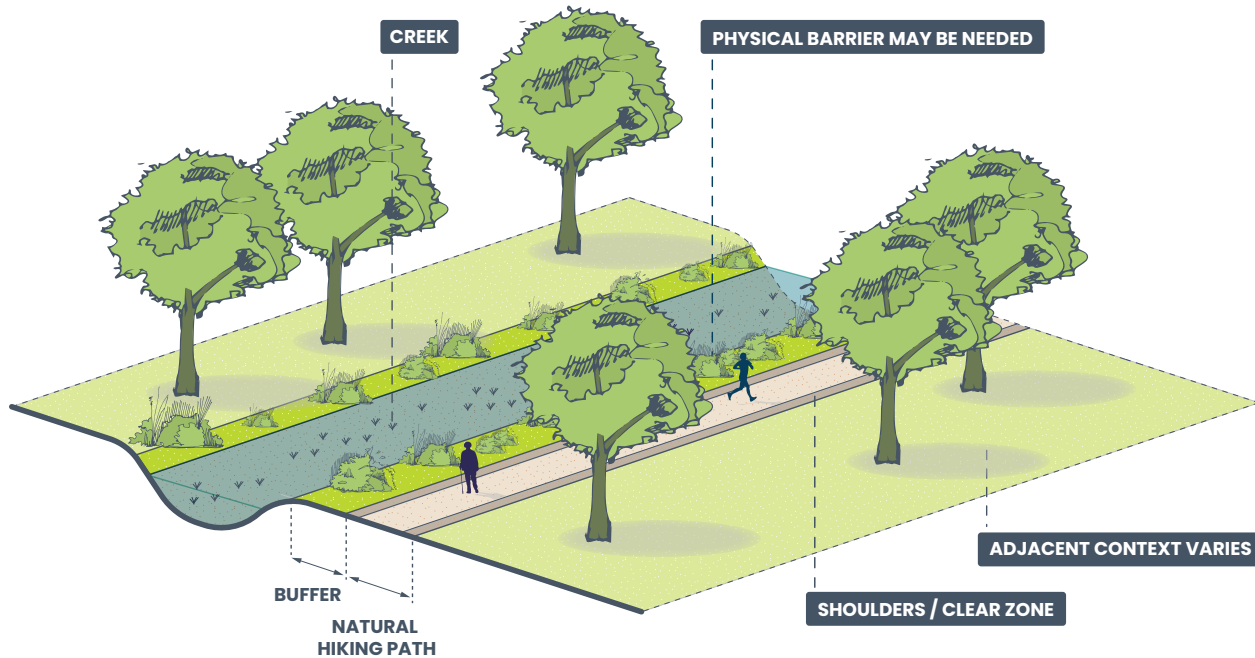 CREEK
PHYSICAL BARRIER MAY BE NEEDED
ADJACENT CONTEXT VARIES
BUFFER
SHOULDERS / CLEAR ZONE
NATURAL
HIKING PATH